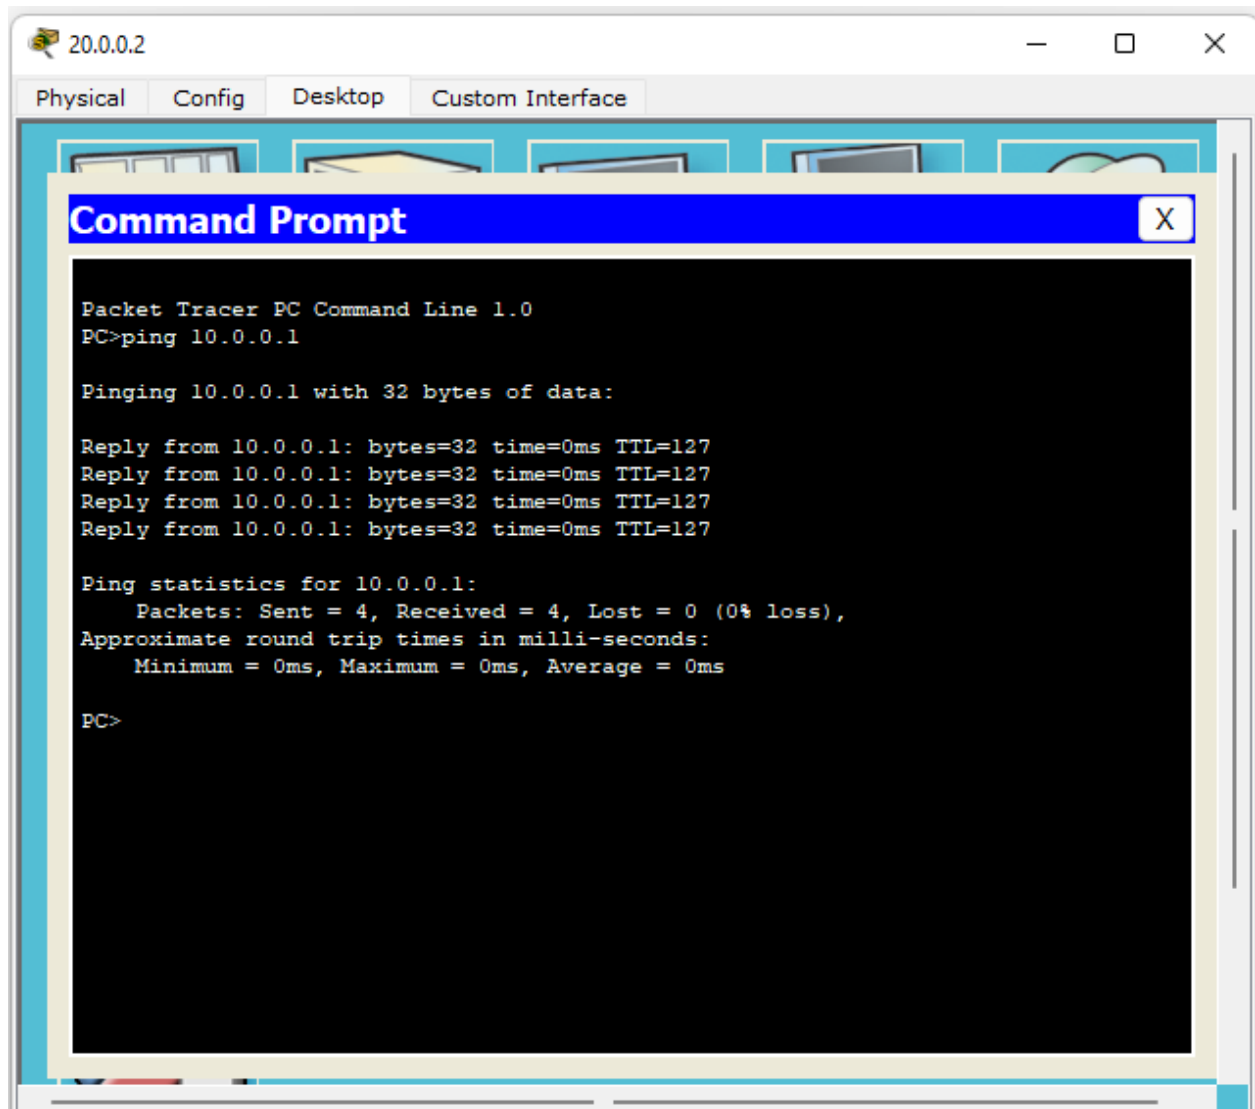 20.0.0.2
Physical Config Desktop Custom Interface
Command Prompt X
Packet Tracer PC Command Line 1.0
PC>ping 10.0.0.1
Pinging 10.0.0.1 with 32 bytes of data:
Reply from 10.0.0.1: bytes=32 time=0ms TTL=127
Reply from 10.0.0.1: bytes=32 time=0ms TTL=127
Reply from 10.0.0.1: bytes=32 time=0ms TTL=127
Reply from 10.0.0.1: bytes=32 time=0ms TTL=127
Ping statistics for 10.0.0.1:
Packets: Sent = 4, Received = 4, Lost = 0 (0% loss),
Approximate round trip times in milli-seconds:
Minimum = 0ms, Maximum = 0ms, Average = 0ms
PC>